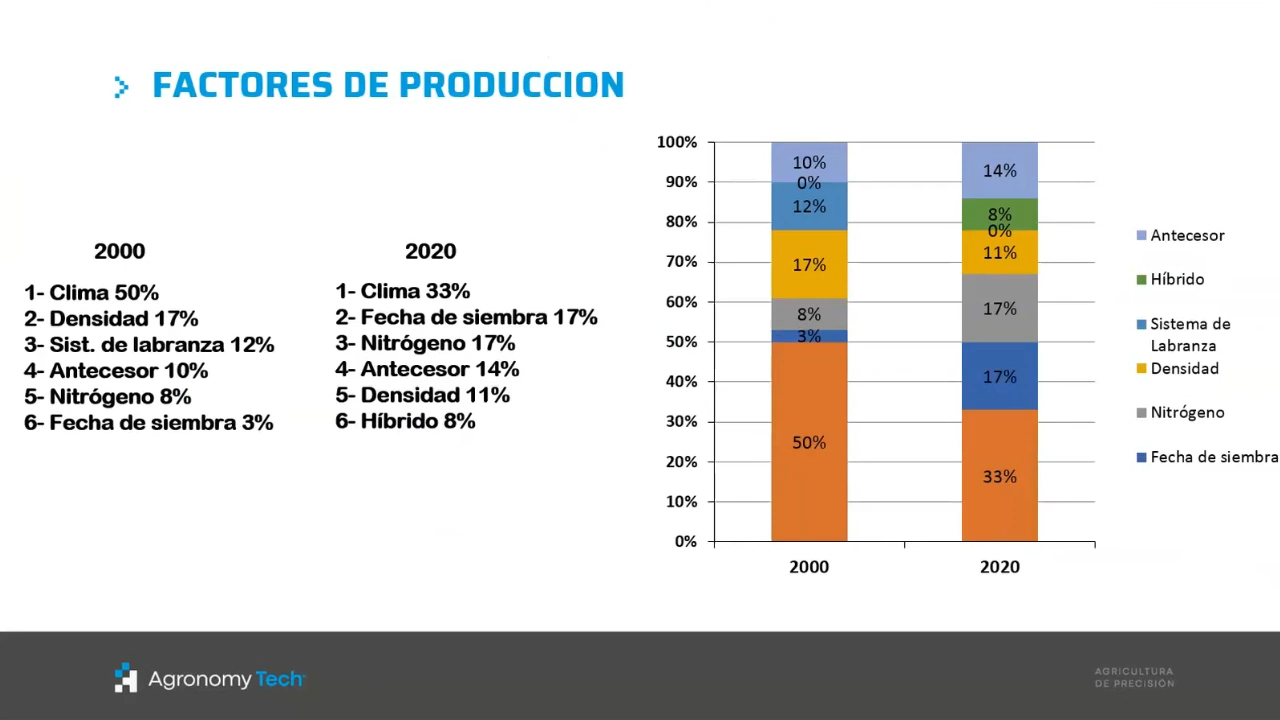 FACTORES DE PRODUCCION
2000
1- Clima 50%
2- Densidad 17%
3- Sist. de labranza 12%
4- Antecesor 10%
5- Nitrógeno 8%
6- Fecha de siembra 3%
2020
1- Clima 33%
2- Fecha de siembra 17%
3- Nitrógeno 17%
4- Antecesor 14%
5- Densidad 11%
6- Híbrido 8%
100%
90%
80%
70%
60%
50%
40%
30%
20%
10%
0%
10%
0%
12%
17%
8%
3%
50%
14%
8%
0%
11%
17%
17%
33%
2000
2020
Antecesor
Híbrido
Sistema de
Labranza
Densidad
Nitrógeno
Fecha de siembra
Agronomy Tech
AGRICULTURA
DE PRECISIÓN